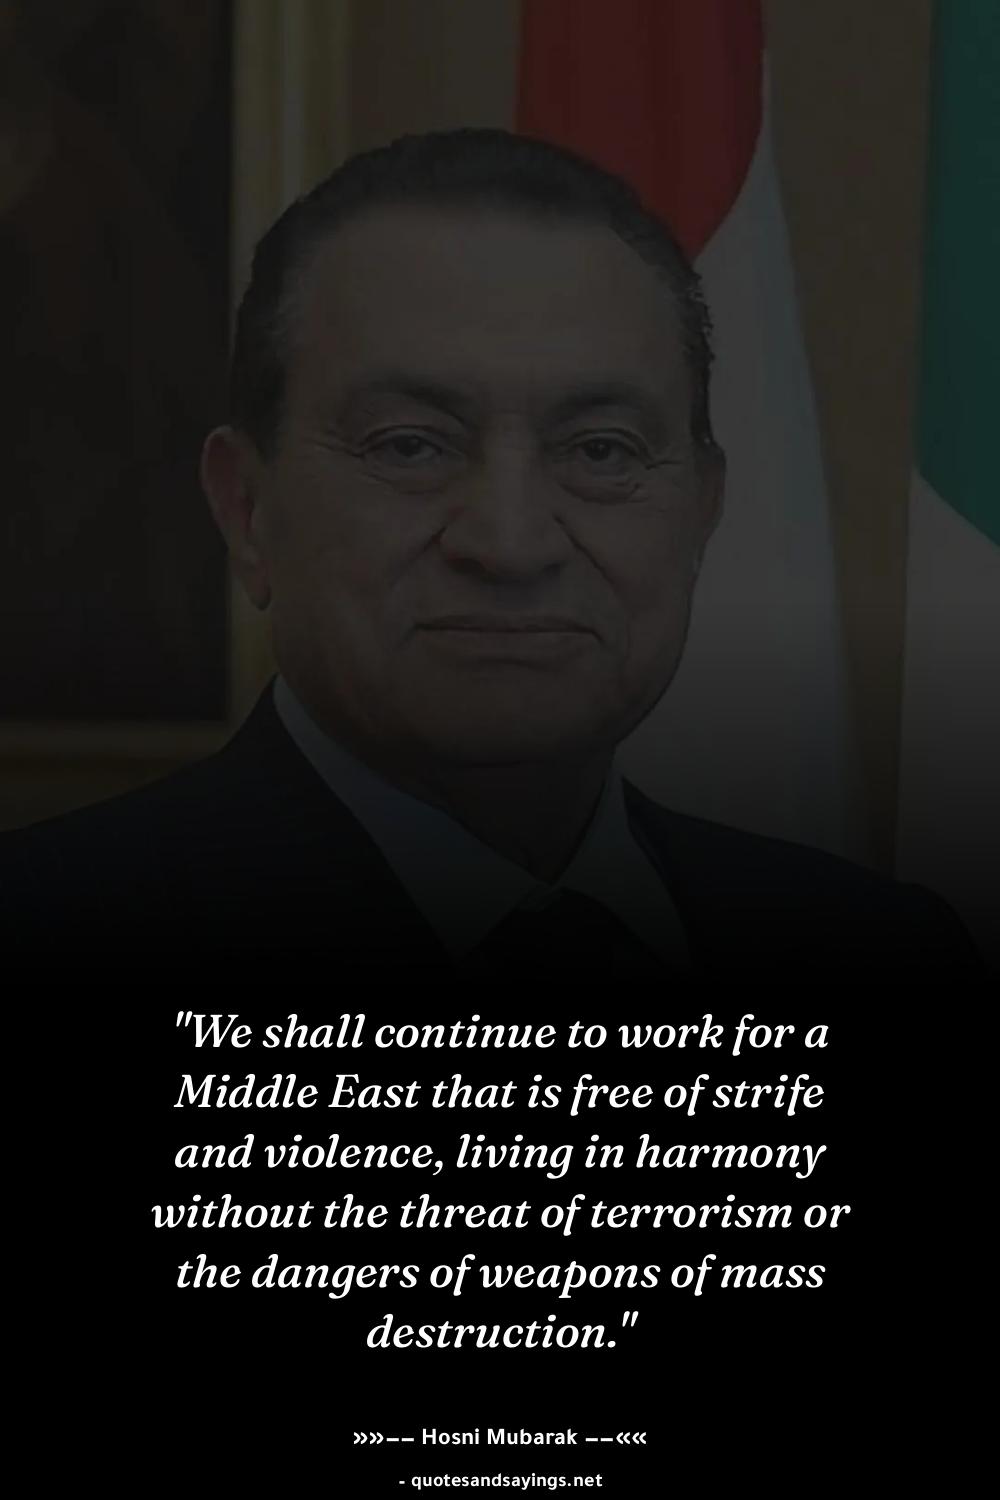 "We shall continue to work for a
Middle East that is free of strife
and violence, living in harmony
without the threat of terrorism or
the dangers of weapons of mass
destruction."
»»−− Hosni Mubarak −−««
- quotesandsayings.net